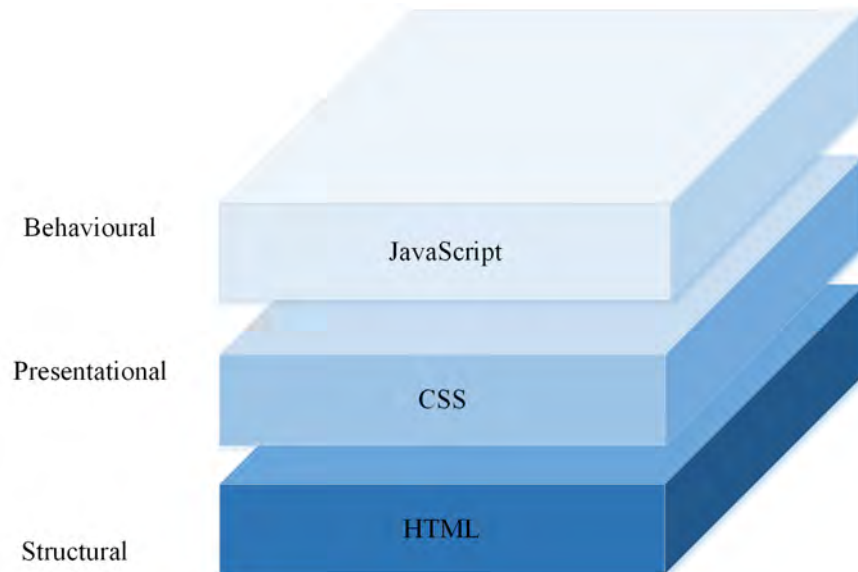 Behavioural
JavaScript
Presentational
CSS
HTML
Structural